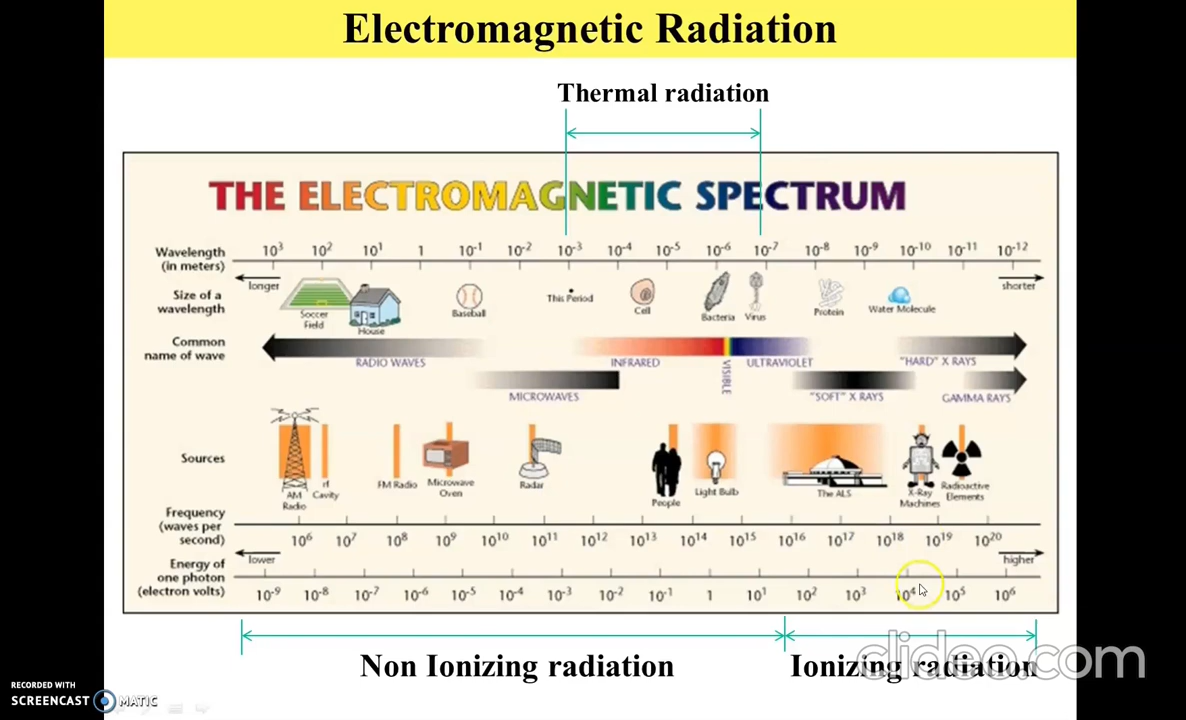 Electromagnetic Radiation
Thermal radiation
THE ELECTROMAGNETIC SPECTRUM
Wavelength (in meters)
10³ 10² 10¹ 1 10⁻¹ 10⁻² 10⁻³ 10⁻⁴ 10⁻⁵ 10⁻⁶ 10⁻⁷ 10⁻⁸ 10⁻⁹ 10⁻¹⁰ 10⁻¹¹ 10⁻¹²
longer
shorter
Size of a wavelength
Soccer Field
House
Baseball
This Period
Cell
Bacteria
Virus
Protein
Water Molecule
Common name of wave
RADIO WAVES
INFRARED
VISIBLE
ULTRAVIOLET
"HARD" X RAYS
MICROWAVES
"SOFT" X RAYS
GAMMA RAYS
Sources
AM Radio
rf Cavity
FM Radio
Microwave Oven
Radar
People
Light Bulb
The ALS
X-Ray Machines
Radioactive Elements
Frequency (waves per second)
10⁶ 10⁷ 10⁸ 10⁹ 10¹⁰ 10¹¹ 10¹² 10¹³ 10¹⁴ 10¹⁵ 10¹⁶ 10¹⁷ 10¹⁸ 10¹⁹ 10²⁰
lower
higher
Energy of one photon (electron volts)
10⁻⁹ 10⁻⁸ 10⁻⁷ 10⁻⁶ 10⁻⁵ 10⁻⁴ 10⁻³ 10⁻² 10⁻¹ 1 10¹ 10² 10³ 10⁴ 10⁵ 10⁶
Non Ionizing radiation
Ionizing radiation
clideo.com
RECORDED WITH
SCREENCAST MATIC